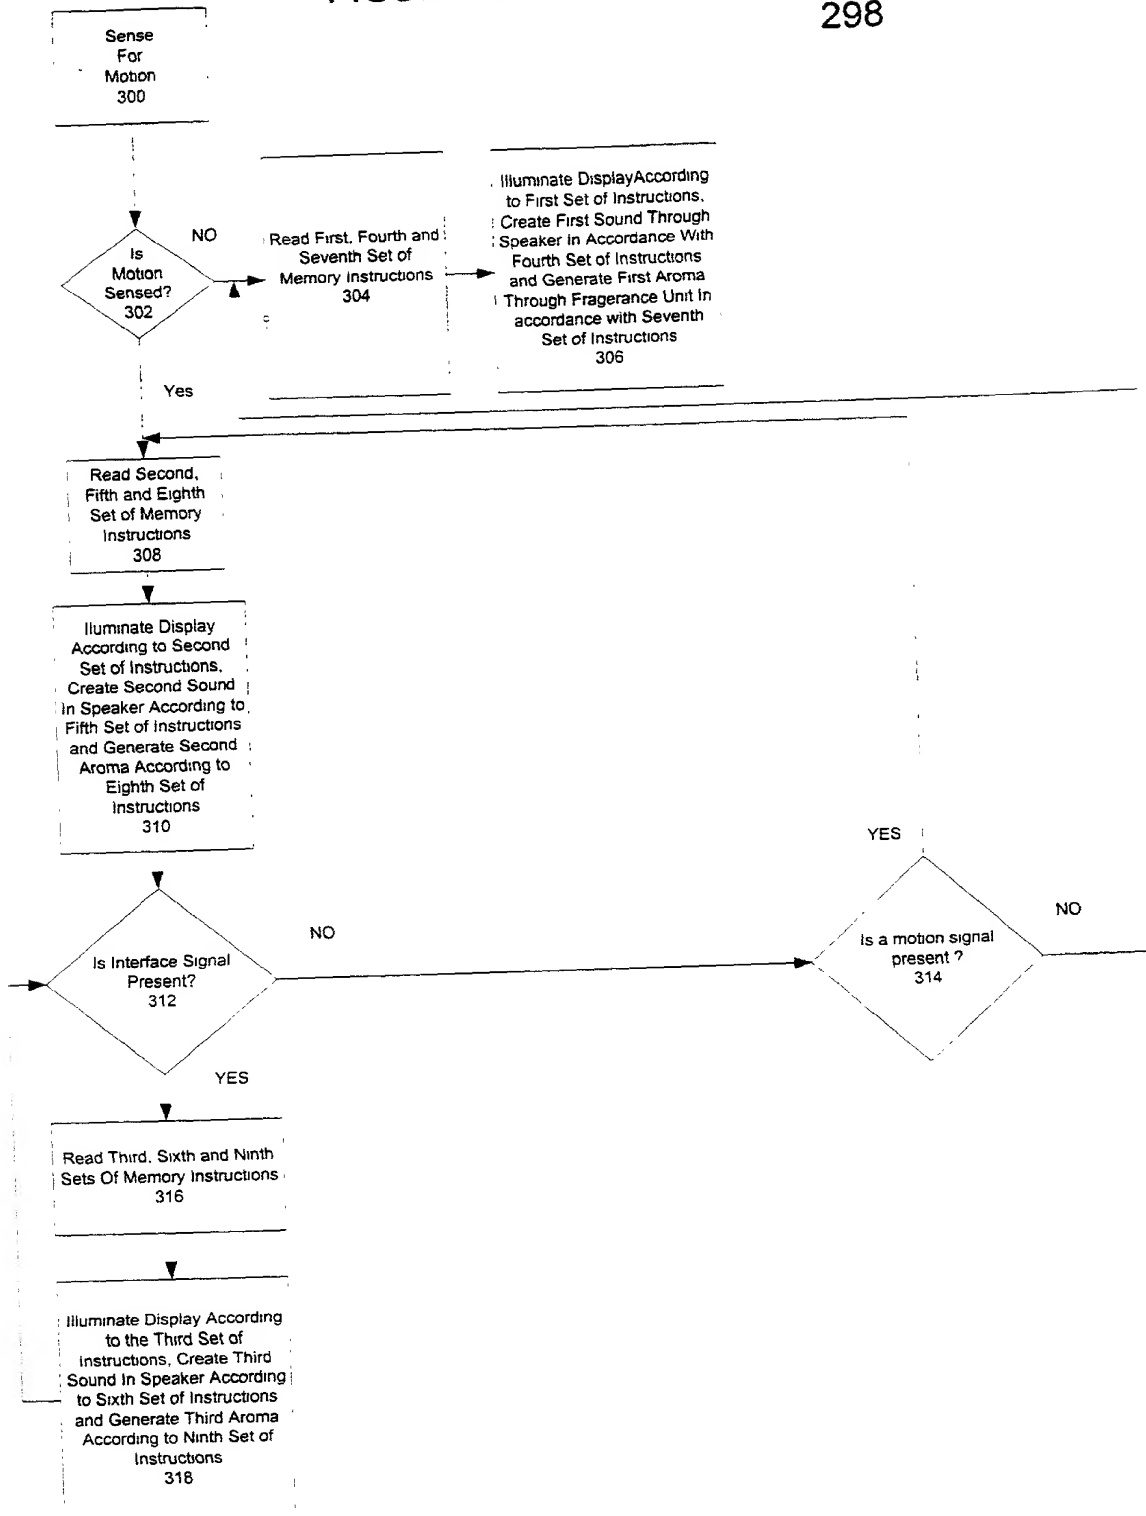 298
Sense
For
Motion
300
NO
Is
Motion
Sensed?
302
Read First, Fourth and
Seventh Set of
Memory Instructions
304
Illuminate DisplayAccording
to First Set of Instructions,
Create First Sound Through
Speaker in Accordance With
Fourth Set of Instructions
and Generate First Aroma
Through Fragerance Unit In
accordance with Seventh
Set of Instructions
306
Yes
Read Second,
Fifth and Eighth
Set of Memory
Instructions
308
Iluminate Display
According to Second
Set of Instructions,
Create Second Sound
In Speaker According to
Fifth Set of Instructions
and Generate Second
Aroma According to
Eighth Set of
Instructions
310
YES
NO
NO
Is Interface Signal
Present?
312
Is a motion signal
present ?
314
YES
Read Third, Sixth and Ninth
Sets Of Memory Instructions
316
Illuminate Display According
to the Third Set of
Instructions, Create Third
Sound In Speaker According
to Sixth Set of Instructions
and Generate Third Aroma
According to Ninth Set of
Instructions
318